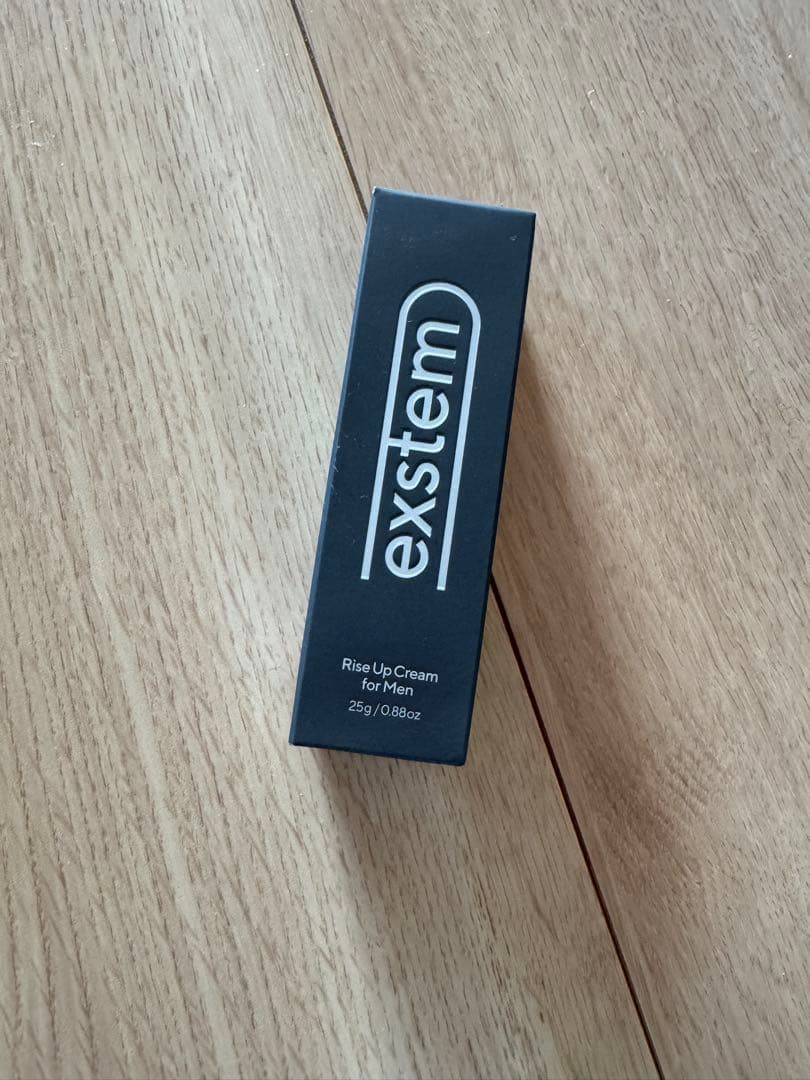 exstem
Rise Up Cream
for Men
25g / 0.88oz